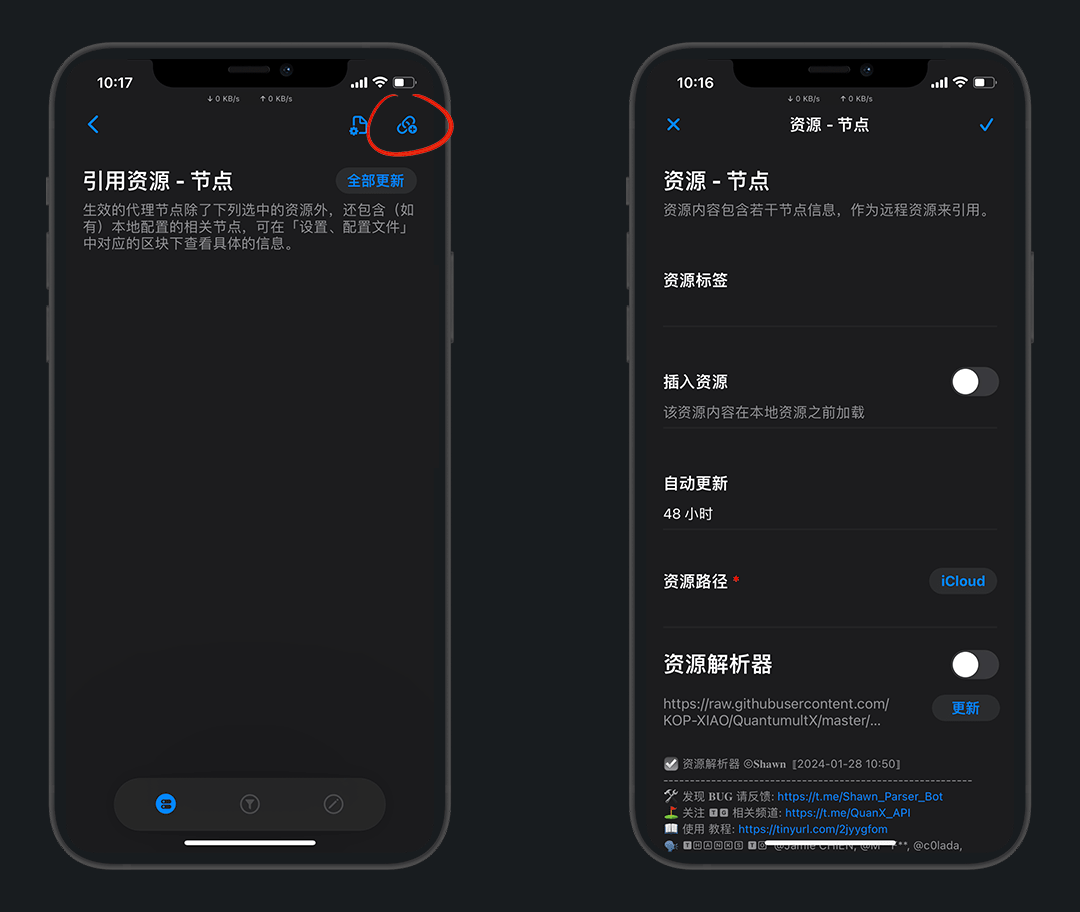 10:17
↓ 0 KB/s ↑ 0 KB/s
引用资源 - 节点
全部更新
生效的代理节点除了下列选中的资源外，还包含（如
有）本地配置的相关节点，可在「设置、配置文件」
中对应的区块下查看具体的信息。
10:16
↓ 0 KB/s ↑ 0 KB/s
资源 - 节点
资源 - 节点
资源内容包含若干节点信息，作为远程资源来引用。
资源标签
插入资源
该资源内容在本地资源之前加载
自动更新
48 小时
资源路径 *
iCloud
资源解析器
https://raw.githubusercontent.com/
KOP-XIAO/QuantumultX/master/...
更新
☑️ 资源解析器 ©𝐒𝐡𝐚𝐰𝐧 ⟦2024-01-28 10:50⟧
----------------------------------------------------------
🛠 发现 𝐁𝐔𝐆 请反馈: https://t.me/Shawn_Parser_Bot
⛳️ 关注 🆃🅶 相关频道: https://t.me/QuanX_API
📖 使用 教程: https://tinyurl.com/2jyygfom
🗣 🆃🄷🄰🄽🄺🅂 🆃🄶 @Jamie CHIEN, @c0lada,